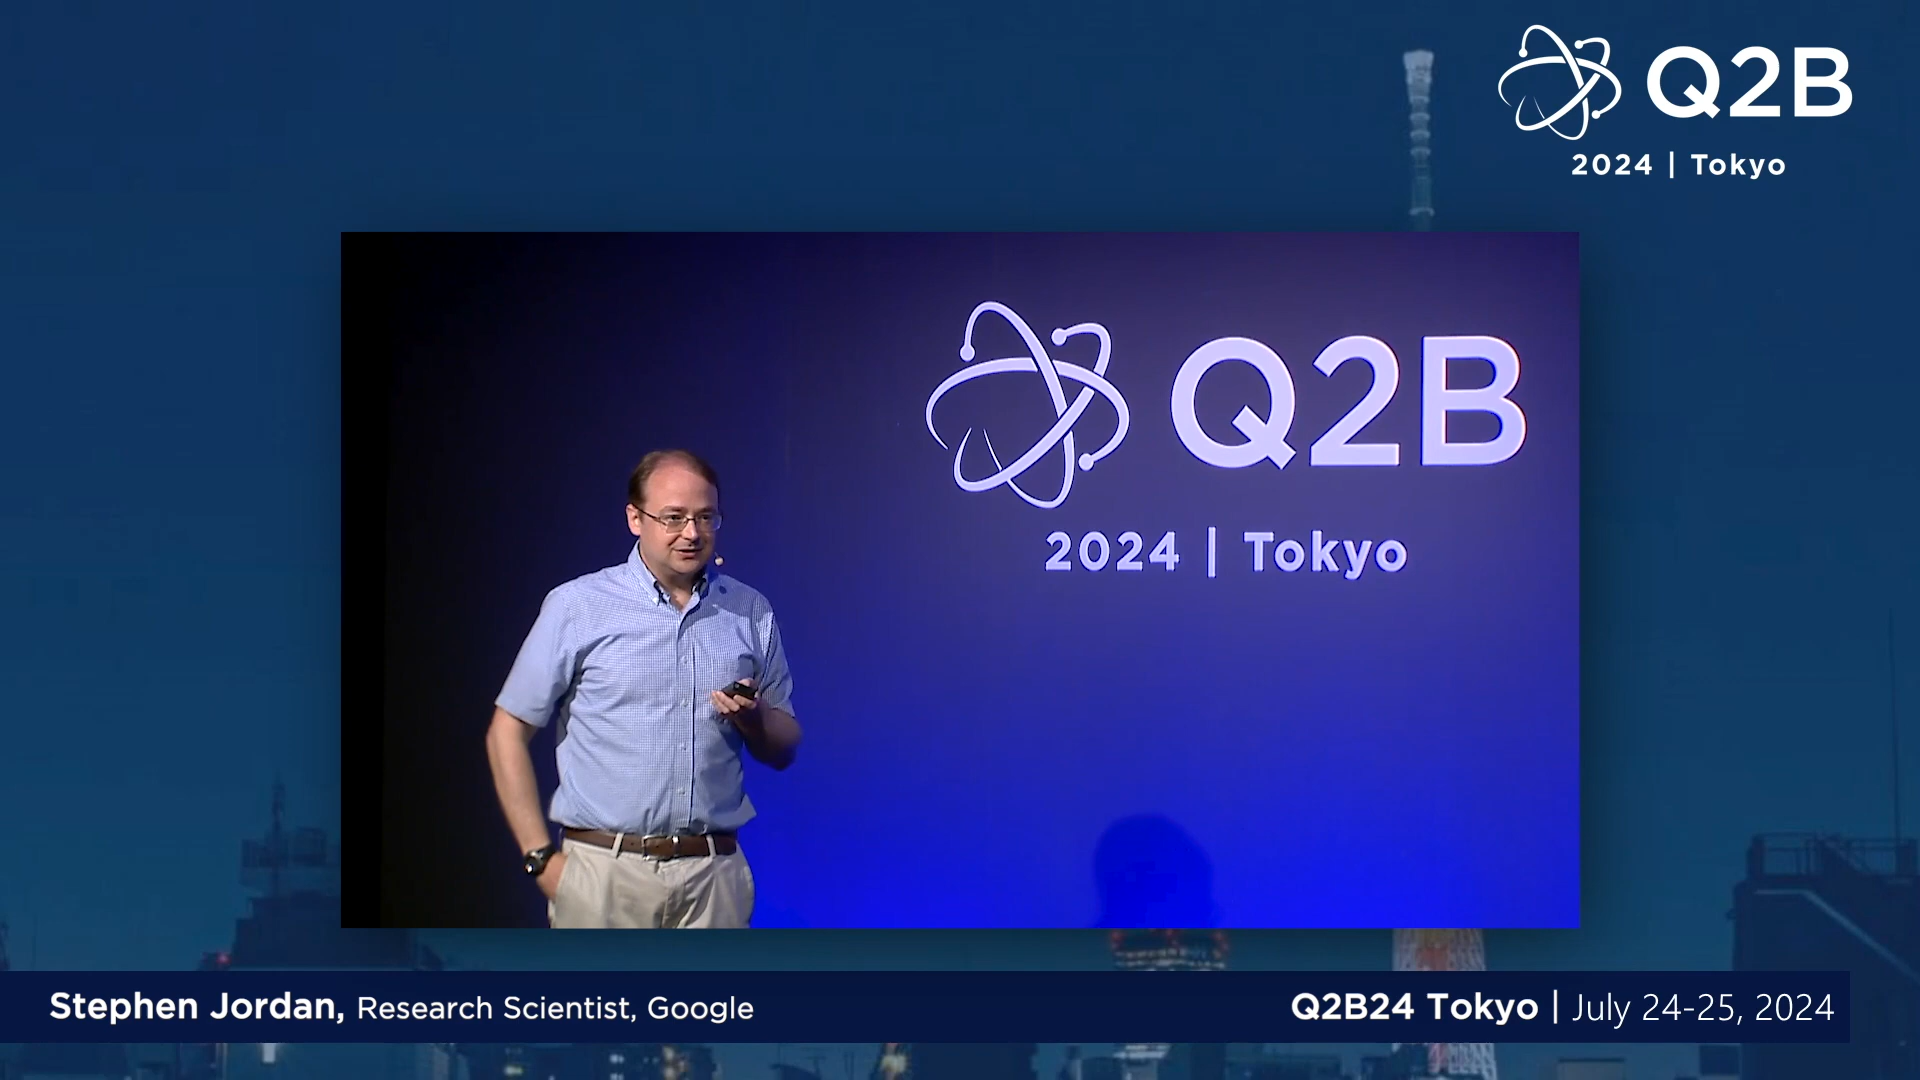 Q2B
2024 | Tokyo
Q2B
2024 | Tokyo
Stephen Jordan, Research Scientist, Google
Q2B24 Tokyo | July 24-25, 2024